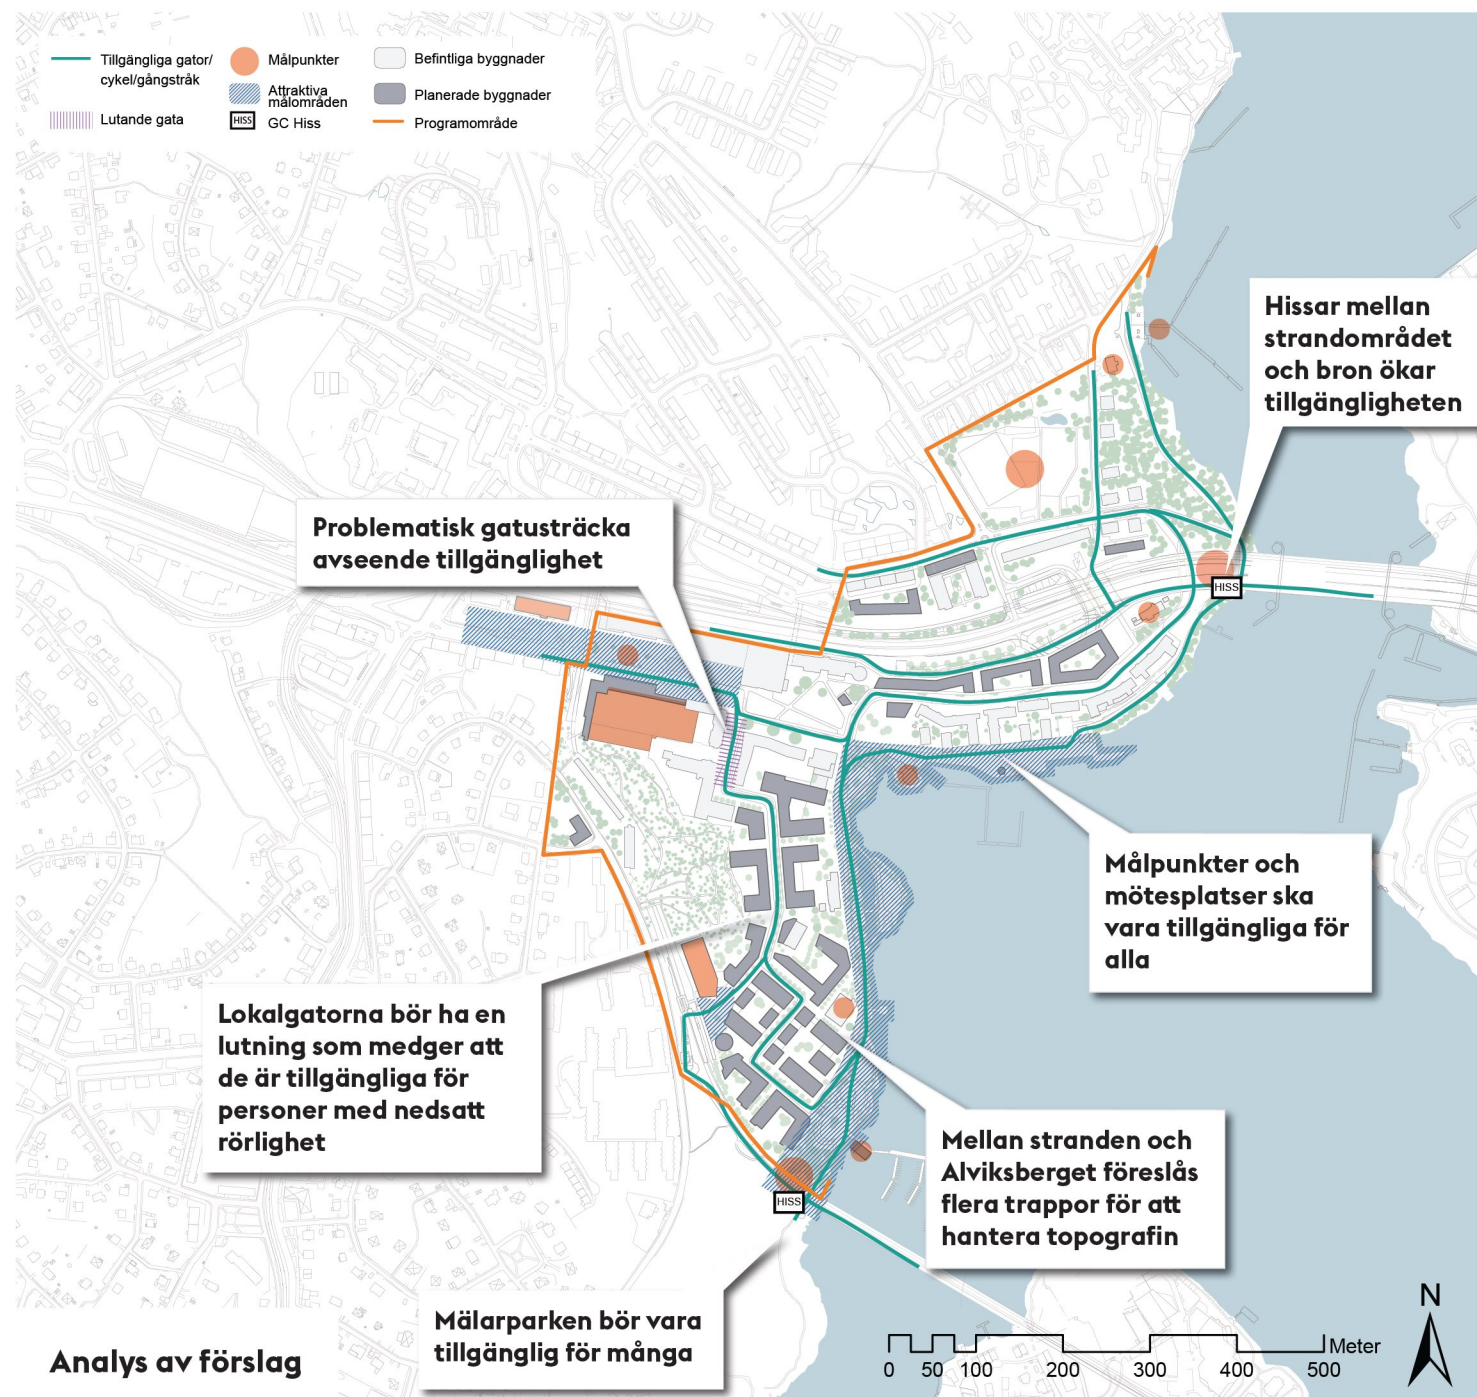 Tillgängliga gator/
cykel/gångstråk
Lutande gata
Målpunkter
Attraktiva
målområden
HISS
GC Hiss
Befintliga byggnader
Planerade byggnader
Programområde
Hissar mellan
strandområdet
och bron ökar
tillgängligheten
Problematisk gatusträcka
avseende tillgänglighet
HISS
Målpunkter och
mötesplatser ska
vara tillgängliga för
alla
Lokalgatorna bör ha en
lutning som medger att
de är tillgängliga för
personer med nedsatt
rörlighet
Mellan stranden och
Alviksberget föreslås
flera trappor för att
hantera topografin
HISS
Mälarparken bör vara
tillgänglig för många
Analys av förslag
N
Meter
0 50 100 200 300 400 500